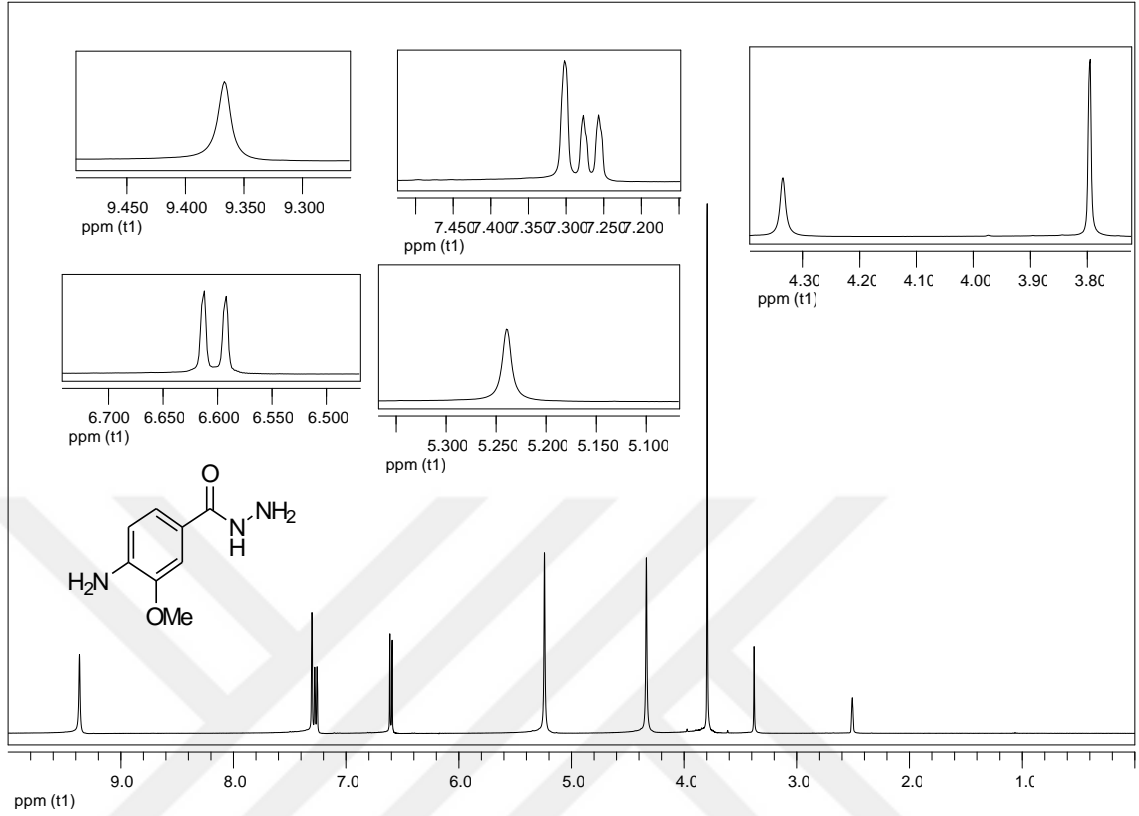 9.450 9.400 9.350 9.300
ppm (t1)
7.450 7.400 7.350 7.300 7.250 7.200
ppm (t1)
4.30 4.20 4.10 4.00 3.90 3.80
ppm (t1)
6.700 6.650 6.600 6.550 6.500
ppm (t1)
5.300 5.250 5.200 5.150 5.100
ppm (t1)
O
NH2
N
H
H2N
OMe
9.0 8.0 7.0 6.0 5.0 4.0 3.0 2.0 1.0
ppm (t1)